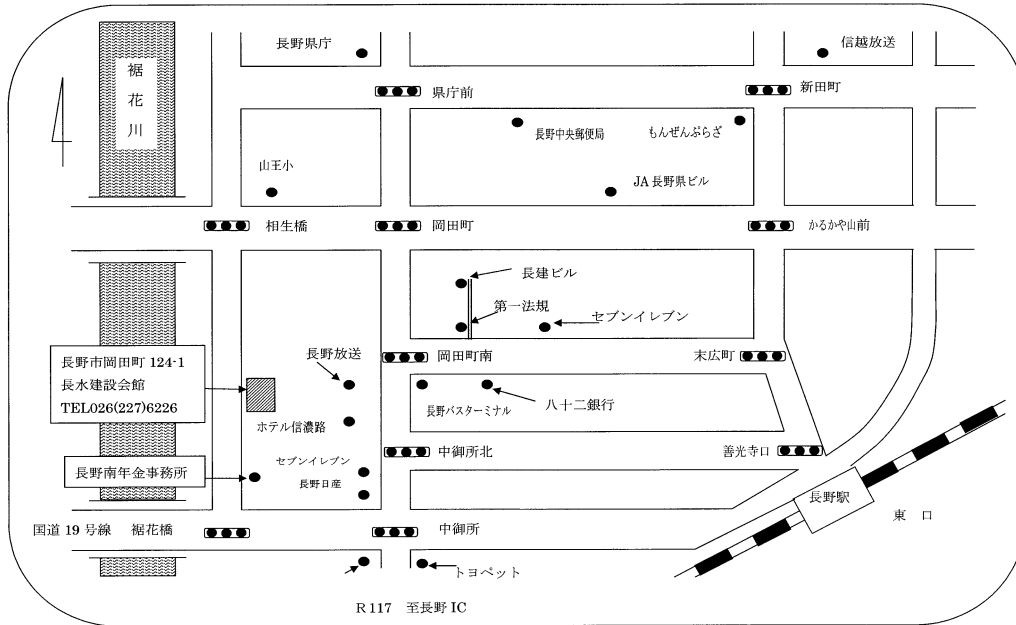 長野県庁
信越放送
裾花川
県庁前
新田町
長野中央郵便局
もんぜんぷらざ
山王小
JA長野県ビル
相生橋
岡田町
かるかや山前
長建ビル
第一法規
セブンイレブン
長野市岡田町 124-1
長水建設会館
TEL026(227)6226
長野放送
岡田町南
末広町
長野バスターミナル
八十二銀行
ホテル信濃路
中御所北
善光寺口
セブンイレブン
長野日産
長野南年金事務所
長野駅
東 口
国道 19 号線 裾花橋
中御所
トヨペット
R117 至長野 IC